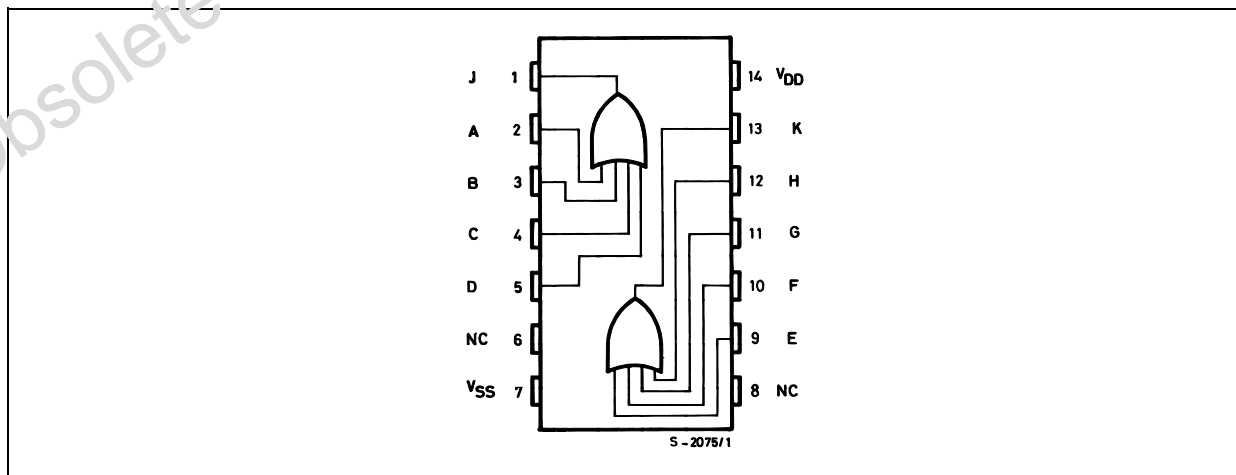 Obsolete
J 1
14 VDD
A 2
13 K
B 3
12 H
C 4
11 G
D 5
10 F
NC 6
9 E
VSS 7
8 NC
S-2075/1